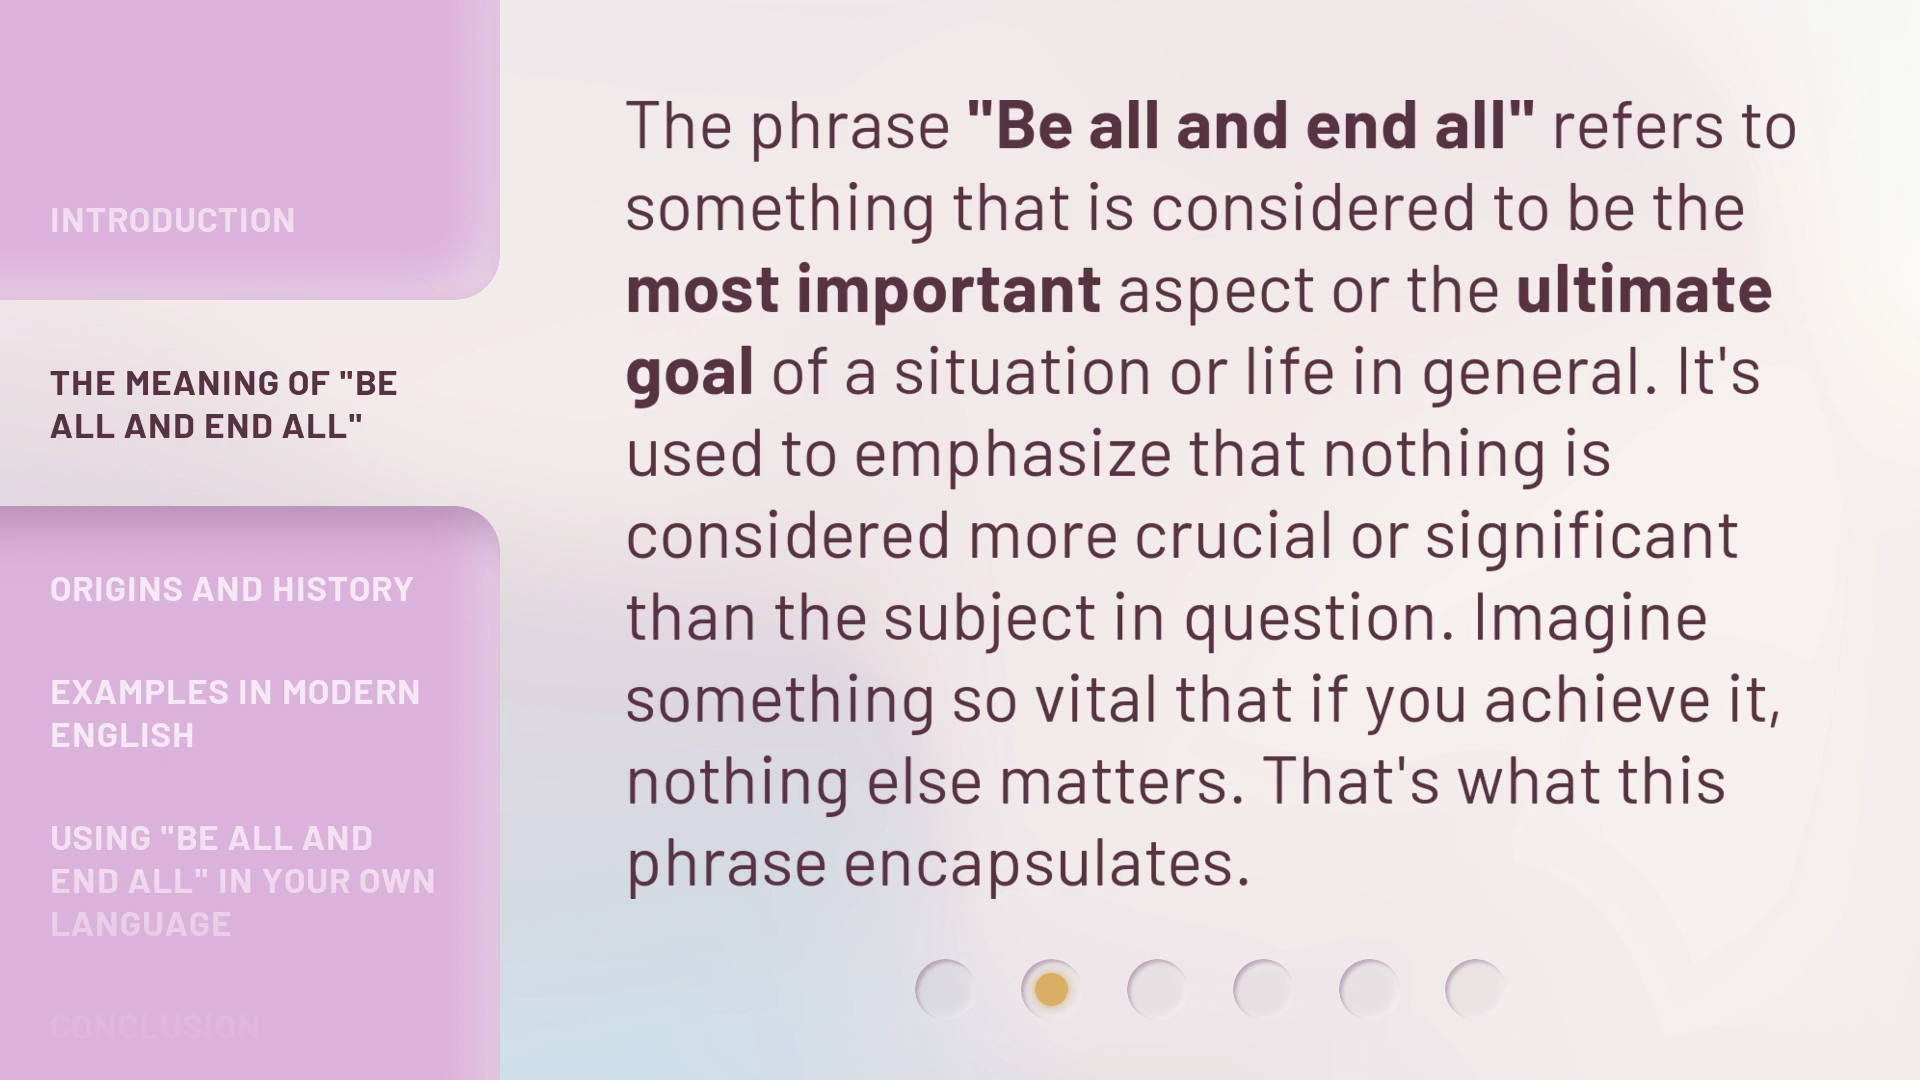 INTRODUCTION
THE MEANING OF "BE
ALL AND END ALL"
ORIGINS AND HISTORY
EXAMPLES IN MODERN
ENGLISH
USING "BE ALL AND
END ALL" IN YOUR OWN
LANGUAGE
CONCLUSION
The phrase "Be all and end all" refers to
something that is considered to be the
most important aspect or the ultimate
goal of a situation or life in general. It's
used to emphasize that nothing is
considered more crucial or significant
than the subject in question. Imagine
something so vital that if you achieve it,
nothing else matters. That's what this
phrase encapsulates.